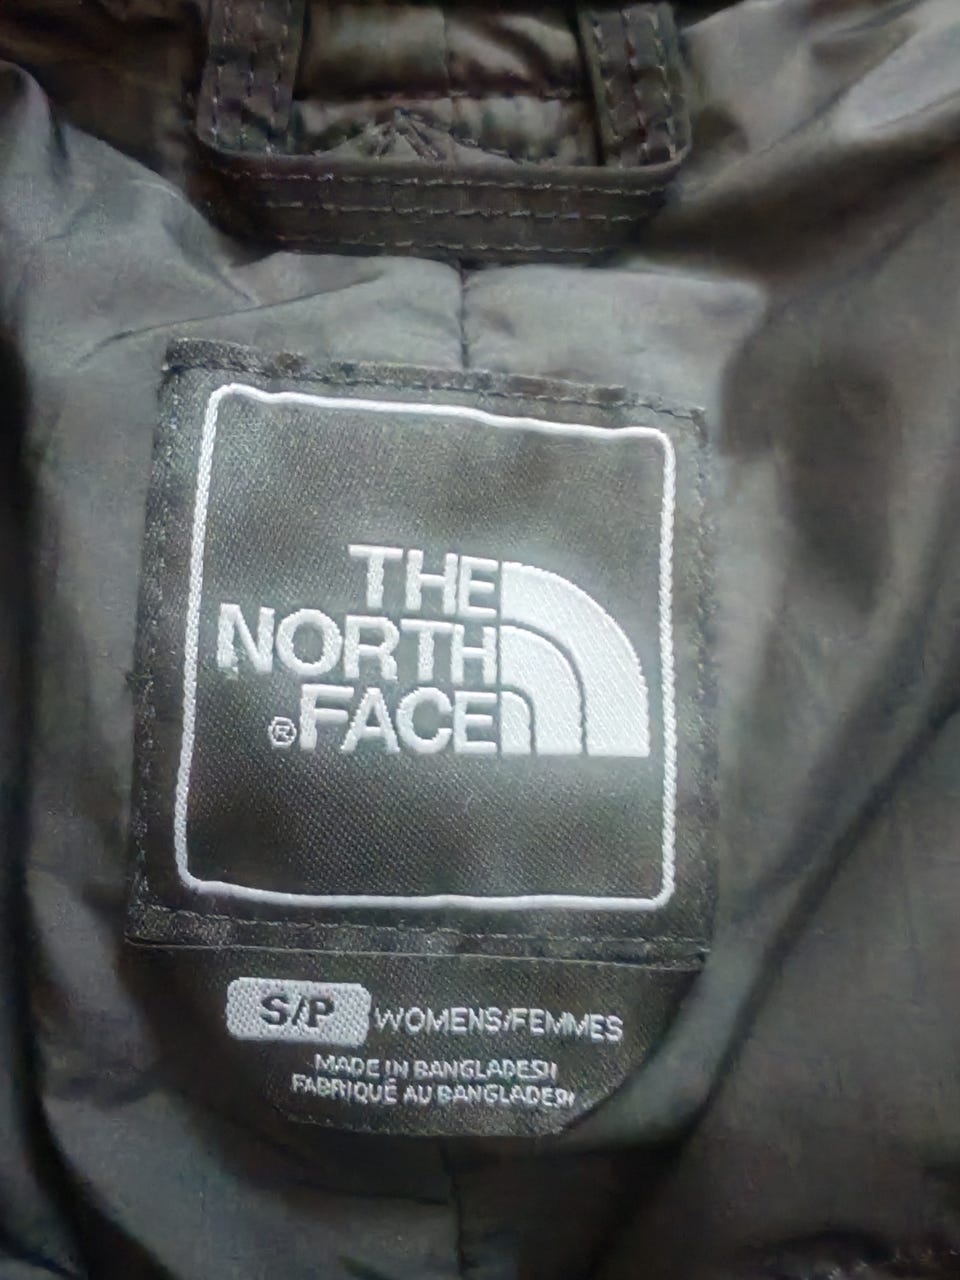 THE
NORTH
®FACE
S/P WOMENS/FEMMES
MADE IN BANGLADESH
FABRIQUÉ AU BANGLADESH